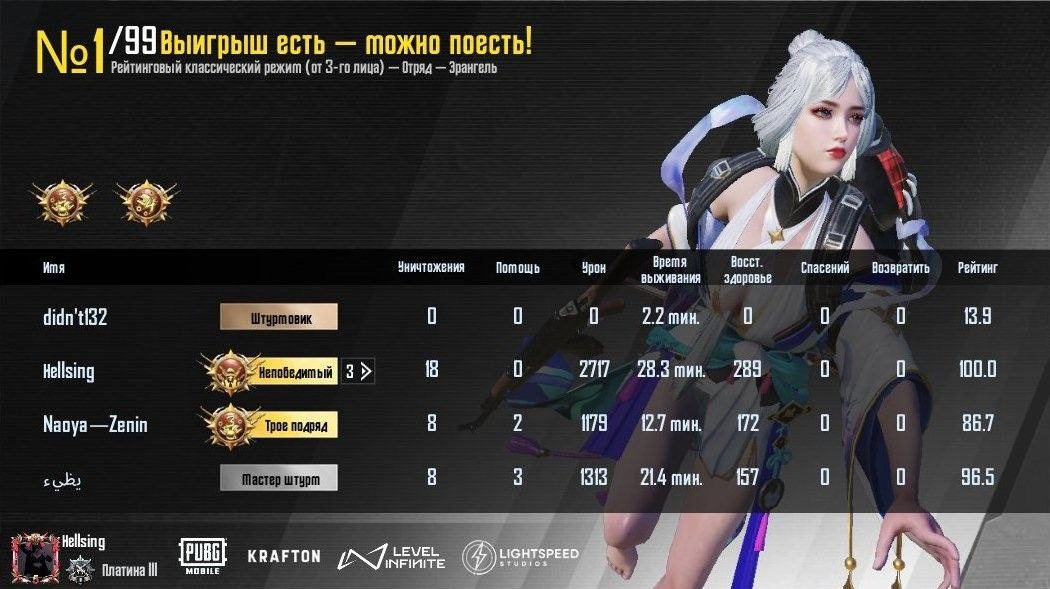 №1/99 Выигрыш есть — можно поесть!
Рейтинговый классический режим (от 3-го лица) — Отряд — Эрангель
Имя Уничтожения Помощь Урон Время выживания Восст. здоровье Спасений Возвратить Рейтинг
didn't132 Штурмовик 0 0 0 2.2 мин. 0 0 0 13.9
Hellsing Непобедимый 3 18 0 2717 28.3 мин. 289 0 0 100.0
Naoya—Zenin Трое подряд 8 2 1179 12.7 мин. 172 0 0 86.7
يظيء Мастер штурм 8 3 1313 21.4 мин. 157 0 0 96.5
Hellsing
Платина III
PUBG MOBILE
KRAFTON
LEVEL INFINITE
LIGHTSPEED STUDIOS